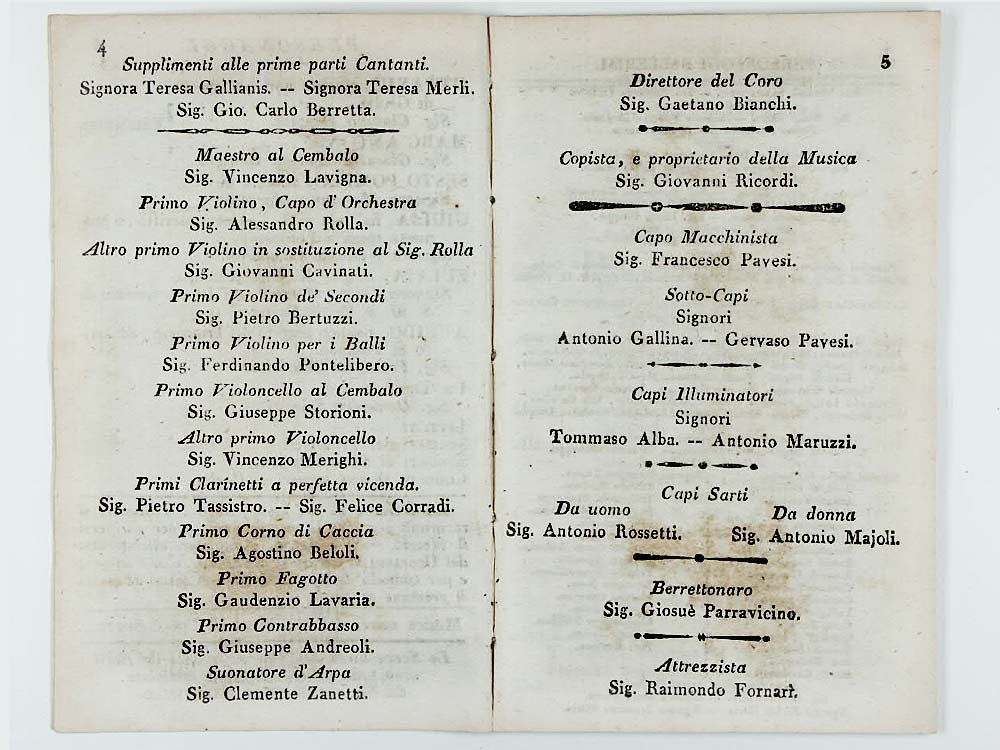 4
Supplimenti alle prime parti Cantanti.
Signora Teresa Gallianis. -- Signora Teresa Merli.
Sig. Gio. Carlo Berretta.
Maestro al Cembalo
Sig. Vincenzo Lavigna.
Primo Violino, Capo d'Orchestra
Sig. Alessandro Rolla.
Altro primo Violino in sostituzione al Sig. Rolla
Sig. Giovanni Cavinati.
Primo Violino de' Secondi
Sig. Pietro Bertuzzi.
Primo Violino per i Balli
Sig. Ferdinando Pontelibero.
Primo Violoncello al Cembalo
Sig. Giuseppe Storioni.
Altro primo Violoncello
Sig. Vincenzo Merighi.
Primi Clarinetti a perfetta vicenda.
Sig. Pietro Tassistro. -- Sig. Felice Corradi.
Primo Corno di Caccia
Sig. Agostino Beloli.
Primo Fagotto
Sig. Gaudenzio Lavaria.
Primo Contrabbasso
Sig. Giuseppe Andreoli.
Suonatore d'Arpa
Sig. Clemente Zanetti.
5
Direttore del Coro
Sig. Gaetano Bianchi.
Copista, e proprietario della Musica
Sig. Giovanni Ricordi.
Capo Macchinista
Sig. Francesco Pavesi.
Sotto-Capi
Signori
Antonio Gallina. -- Gervaso Pavesi.
Capi Illuminatori
Signori
Tommaso Alba. -- Antonio Maruzzi.
Capi Sarti
Da uomo Da donna
Sig. Antonio Rossetti. Sig. Antonio Majoli.
Berrettonaro
Sig. Giosuè Parravicino.
Attrezzista
Sig. Raimondo Fornari.